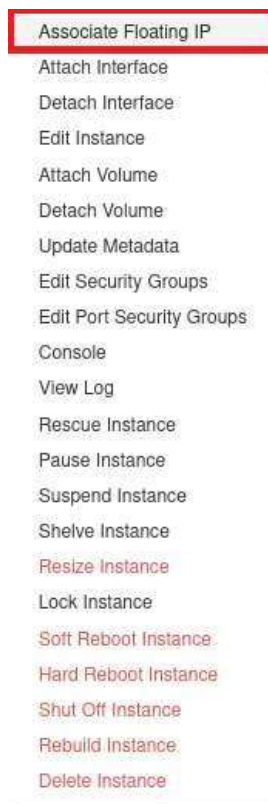 Associate Floating IP
Attach Interface
Detach Interface
Edit Instance
Attach Volume
Detach Volume
Update Metadata
Edit Security Groups
Edit Port Security Groups
Console
View Log
Rescue Instance
Pause Instance
Suspend Instance
Shelve Instance
Resize Instance
Lock Instance
Soft Reboot Instance
Hard Reboot Instance
Shut Off Instance
Rebuild Instance
Delete Instance